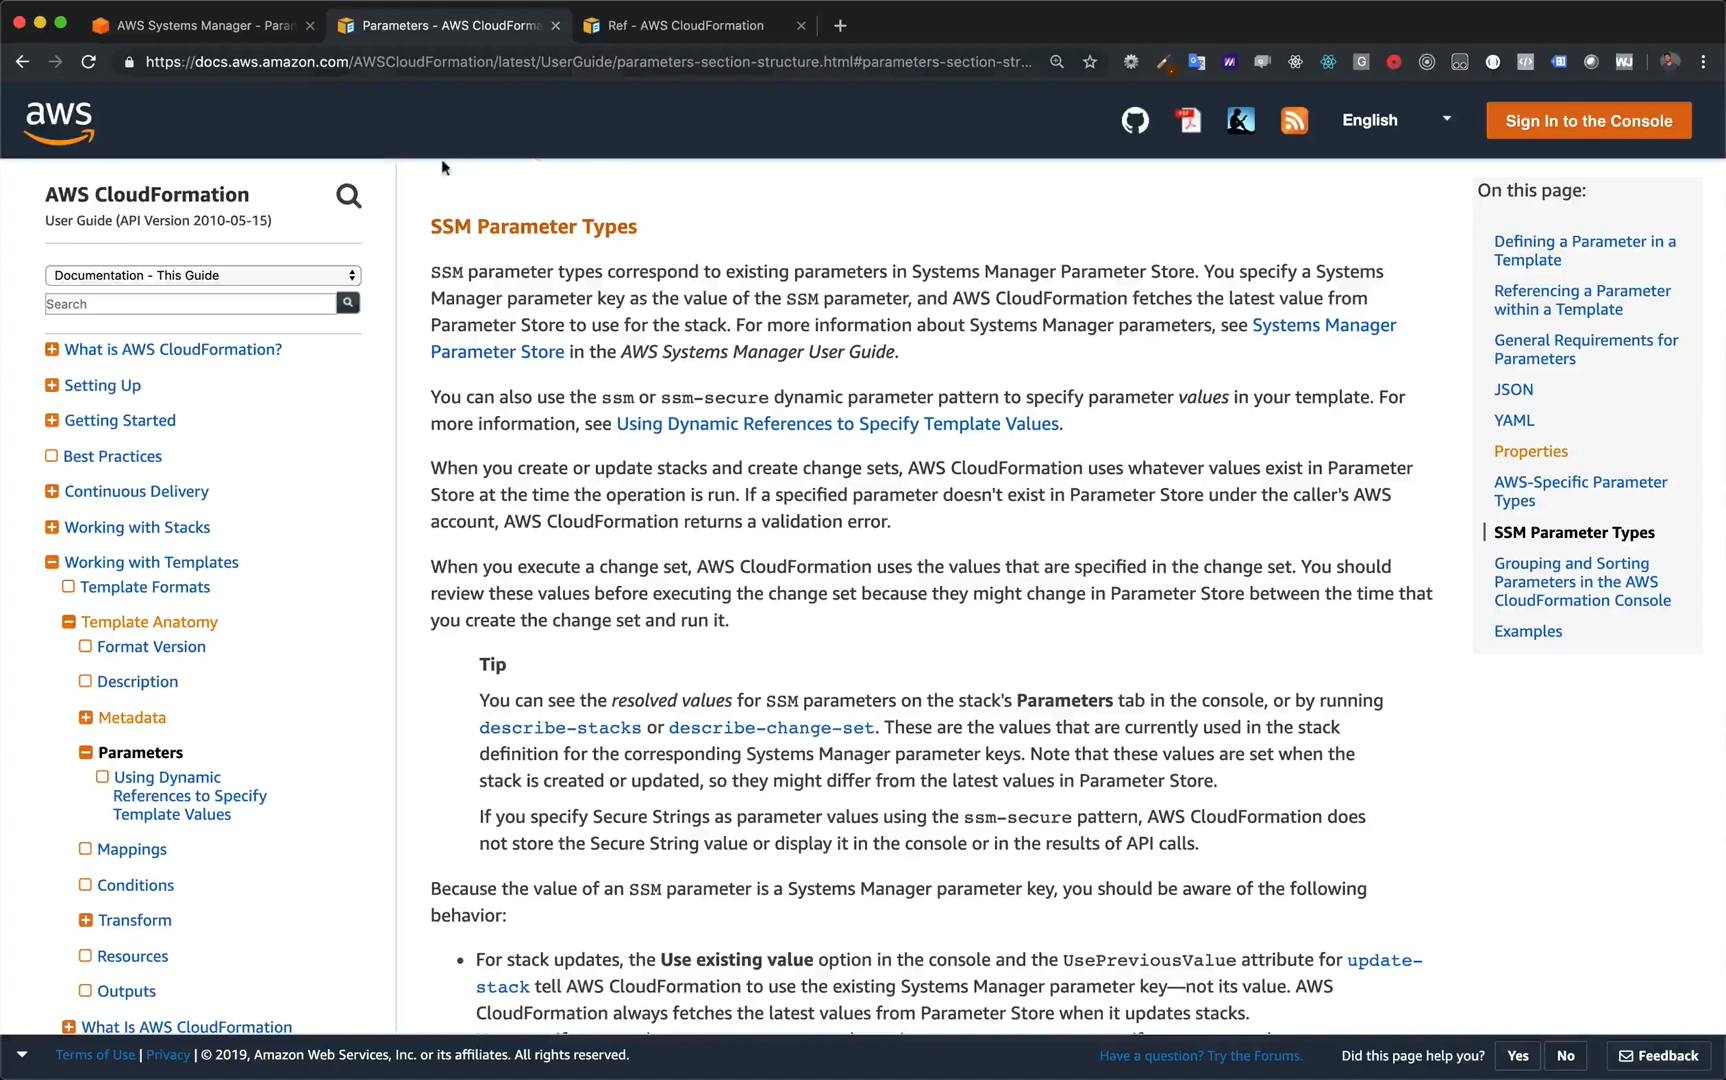 AWS Systems Manager - Paran
Parameters - AWS CloudForma
Ref - AWS CloudFormation
https://docs.aws.amazon.com/AWSCloudFormation/latest/UserGuide/parameters-section-structure.html#parameters-section-str...
aws
English
Sign In to the Console
AWS CloudFormation
User Guide (API Version 2010-05-15)
Documentation - This Guide
Search
What is AWS CloudFormation?
Setting Up
Getting Started
Best Practices
Continuous Delivery
Working with Stacks
Working with Templates
Template Formats
Template Anatomy
Format Version
Description
Metadata
Parameters
Using Dynamic
References to Specify
Template Values
Mappings
Conditions
Transform
Resources
Outputs
What Is AWS CloudFormation
SSM Parameter Types
SSM parameter types correspond to existing parameters in Systems Manager Parameter Store. You specify a Systems
Manager parameter key as the value of the SSM parameter, and AWS CloudFormation fetches the latest value from
Parameter Store to use for the stack. For more information about Systems Manager parameters, see Systems Manager
Parameter Store in the AWS Systems Manager User Guide.
You can also use the ssm or ssm-secure dynamic parameter pattern to specify parameter values in your template. For
more information, see Using Dynamic References to Specify Template Values.
When you create or update stacks and create change sets, AWS CloudFormation uses whatever values exist in Parameter
Store at the time the operation is run. If a specified parameter doesn't exist in Parameter Store under the caller's AWS
account, AWS CloudFormation returns a validation error.
When you execute a change set, AWS CloudFormation uses the values that are specified in the change set. You should
review these values before executing the change set because they might change in Parameter Store between the time that
you create the change set and run it.
Tip
You can see the resolved values for SSM parameters on the stack's Parameters tab in the console, or by running
describe-stacks or describe-change-set. These are the values that are currently used in the stack
definition for the corresponding Systems Manager parameter keys. Note that these values are set when the
stack is created or updated, so they might differ from the latest values in Parameter Store.
If you specify Secure Strings as parameter values using the ssm-secure pattern, AWS CloudFormation does
not store the Secure String value or display it in the console or in the results of API calls.
Because the value of an SSM parameter is a Systems Manager parameter key, you should be aware of the following
behavior:
• For stack updates, the Use existing value option in the console and the UsePreviousValue attribute for update-
stack tell AWS CloudFormation to use the existing Systems Manager parameter key—not its value. AWS
CloudFormation always fetches the latest values from Parameter Store when it updates stacks.
On this page:
Defining a Parameter in a
Template
Referencing a Parameter
within a Template
General Requirements for
Parameters
JSON
YAML
Properties
AWS-Specific Parameter
Types
SSM Parameter Types
Grouping and Sorting
Parameters in the AWS
CloudFormation Console
Examples
Terms of Use | Privacy | © 2019, Amazon Web Services, Inc. or its affiliates. All rights reserved.
Have a question? Try the Forums.
Did this page help you?
Yes
No
Feedback